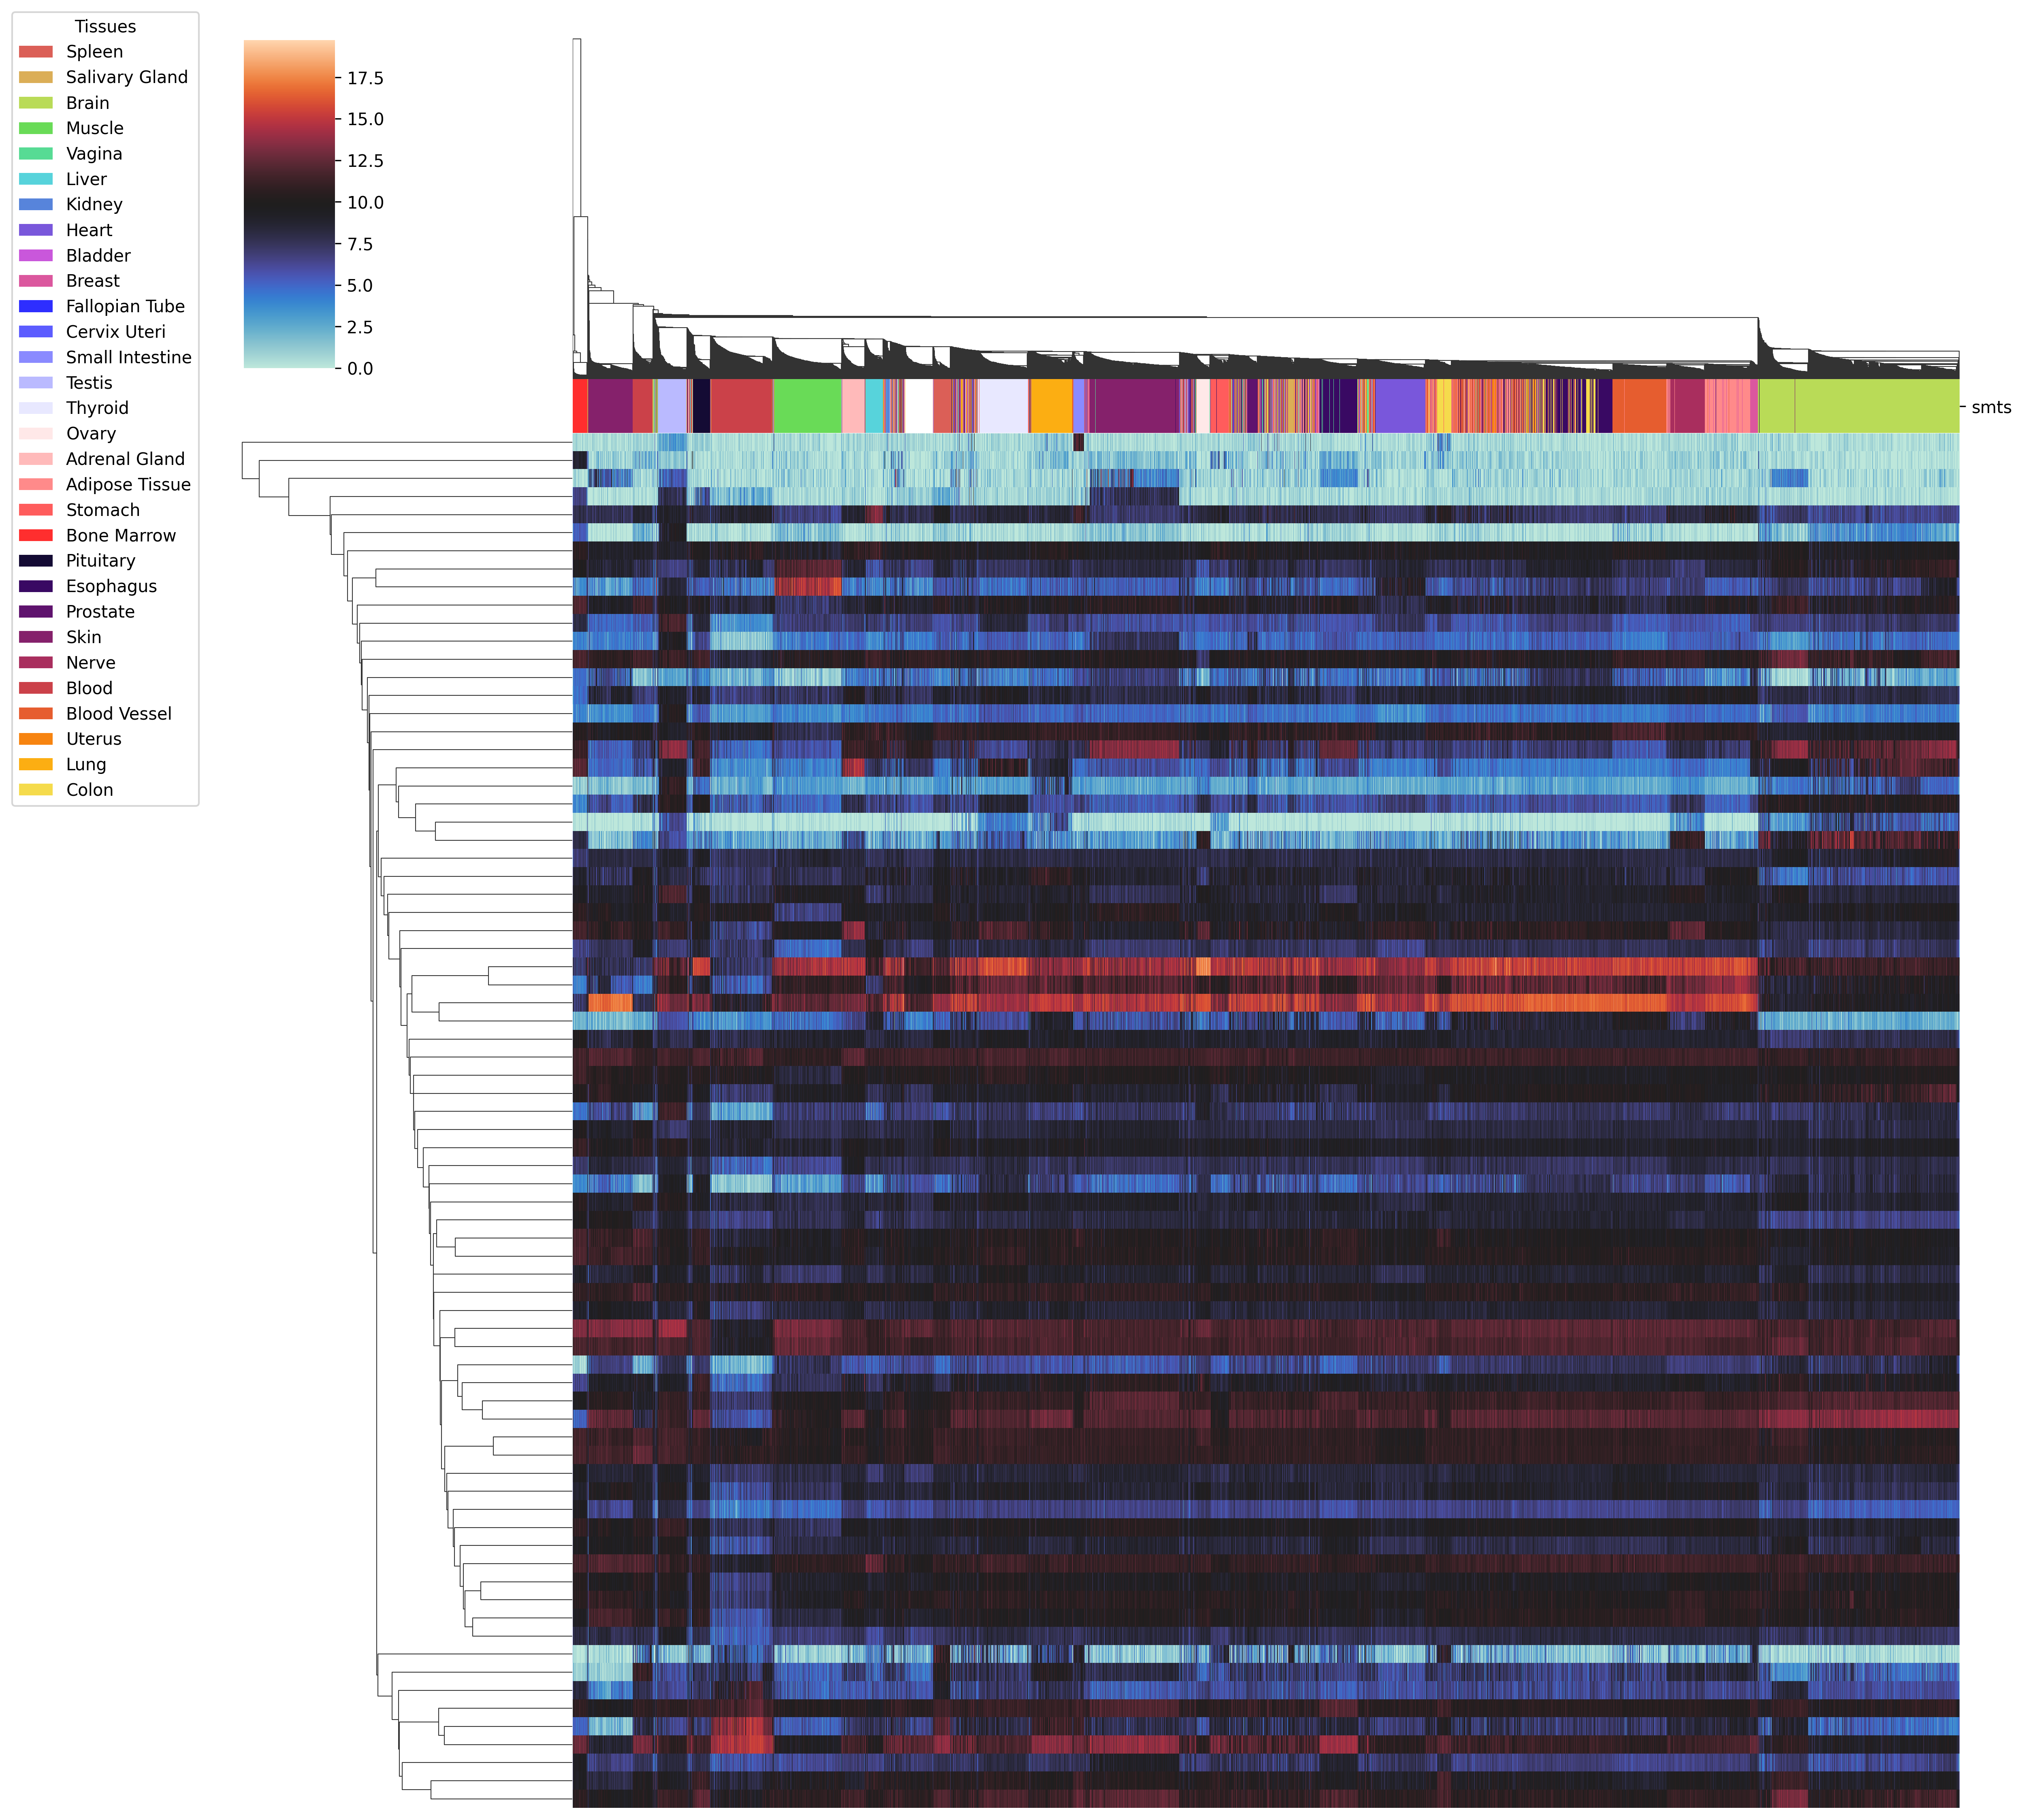 Tissues
Spleen
Salivary Gland
Brain
Muscle
Vagina
Liver
Kidney
Heart
Bladder
Breast
Fallopian Tube
Cervix Uteri
Small Intestine
Testis
Thyroid
Ovary
Adrenal Gland
Adipose Tissue
Stomach
Bone Marrow
Pituitary
Esophagus
Prostate
Skin
Nerve
Blood
Blood Vessel
Uterus
Lung
Colon
17.5
15.0
12.5
10.0
7.5
5.0
2.5
0.0
smts